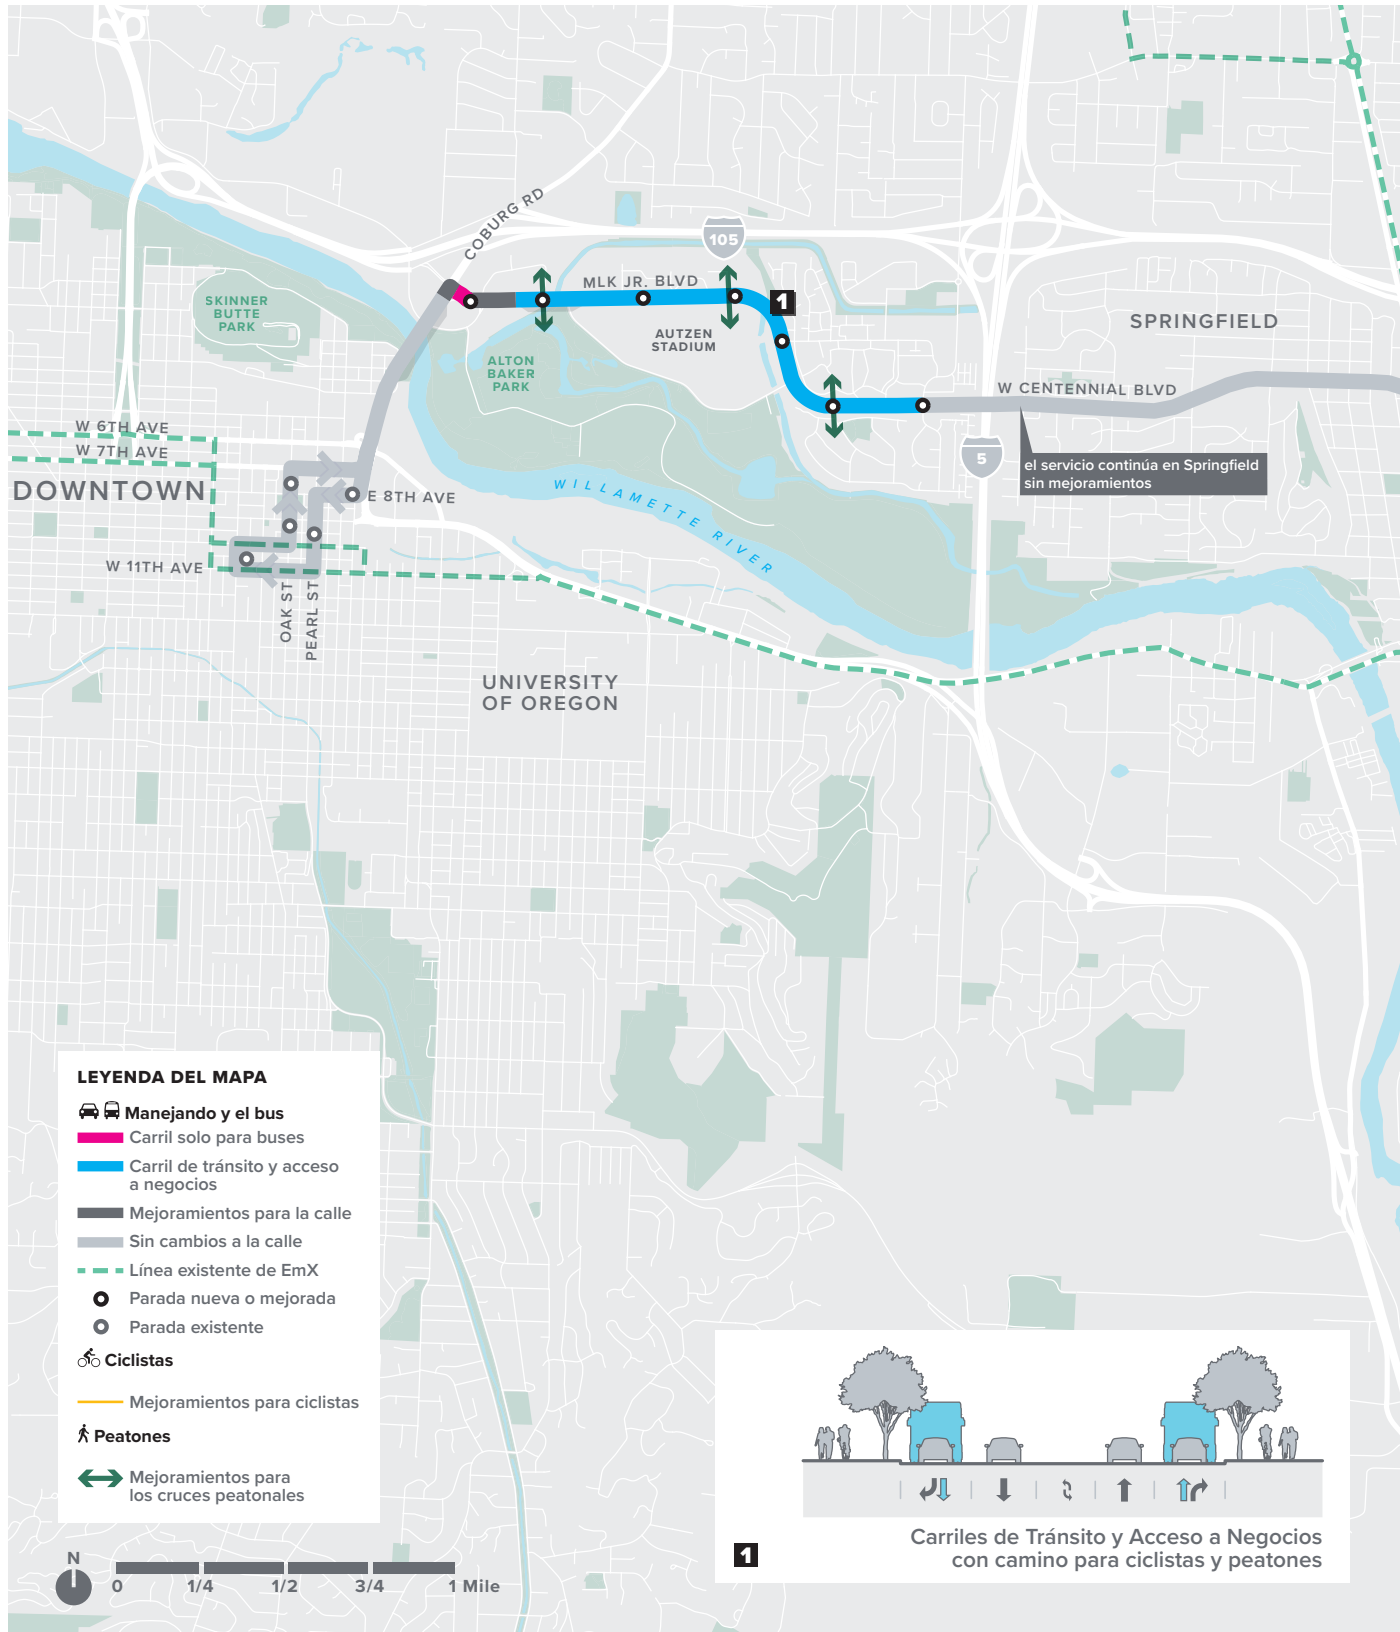 COBURG RD
105
MLK JR. BLVD
1
SKINNER
BUTTE
PARK
AUTZEN
STADIUM
SPRINGFIELD
ALTON
BAKER
PARK
W CENTENNIAL BLVD
W 6TH AVE
W 7TH AVE
5
el servicio continúa en Springfield
sin mejoramientos
DOWNTOWN
E 8TH AVE
WILLAMETTE RIVER
W 11TH AVE
OAK ST
PEARL ST
UNIVERSITY
OF OREGON
LEYENDA DEL MAPA
Manejando y el bus
Carril solo para buses
Carril de tránsito y acceso
a negocios
Mejoramientos para la calle
Sin cambios a la calle
Línea existente de EmX
Parada nueva o mejorada
Parada existente
Ciclistas
Mejoramientos para ciclistas
Peatones
Mejoramientos para
los cruces peatonales
N
0 1/4 1/2 3/4 1 Mile
1
Carriles de Tránsito y Acceso a Negocios
con camino para ciclistas y peatones